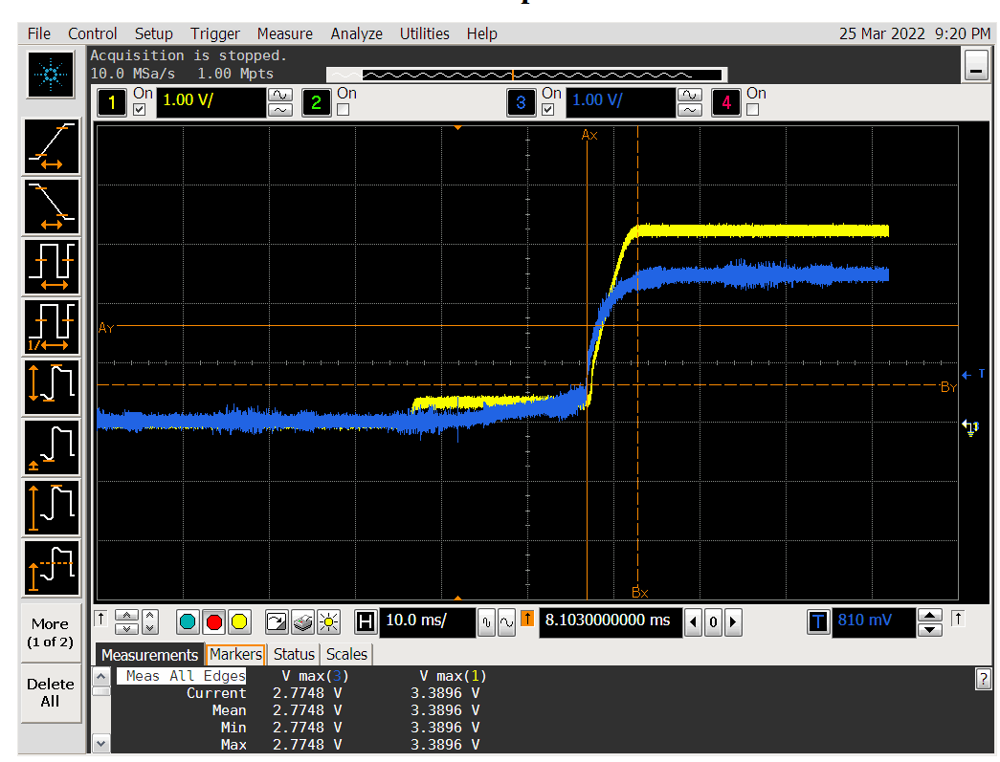 File Control Setup Trigger Measure Analyze Utilities Help 25 Mar 2022 9:20 PM
Acquisition is stopped.
10.0 MSa/s 1.00 Mpts
1 On 1.00 V/ 2 On 3 On 1.00 V/ 4 On
Ax
AY
BY
T
Bx
1/
More
(1 of 2)
Delete
All
H 10.0 ms/ 8.1030000000 ms 0 T 810 mV
Measurements Markers Status Scales
Meas All Edges V max(3) V max(1)
Current 2.7748 V 3.3896 V
Mean 2.7748 V 3.3896 V
Min 2.7748 V 3.3896 V
Max 2.7748 V 3.3896 V
?